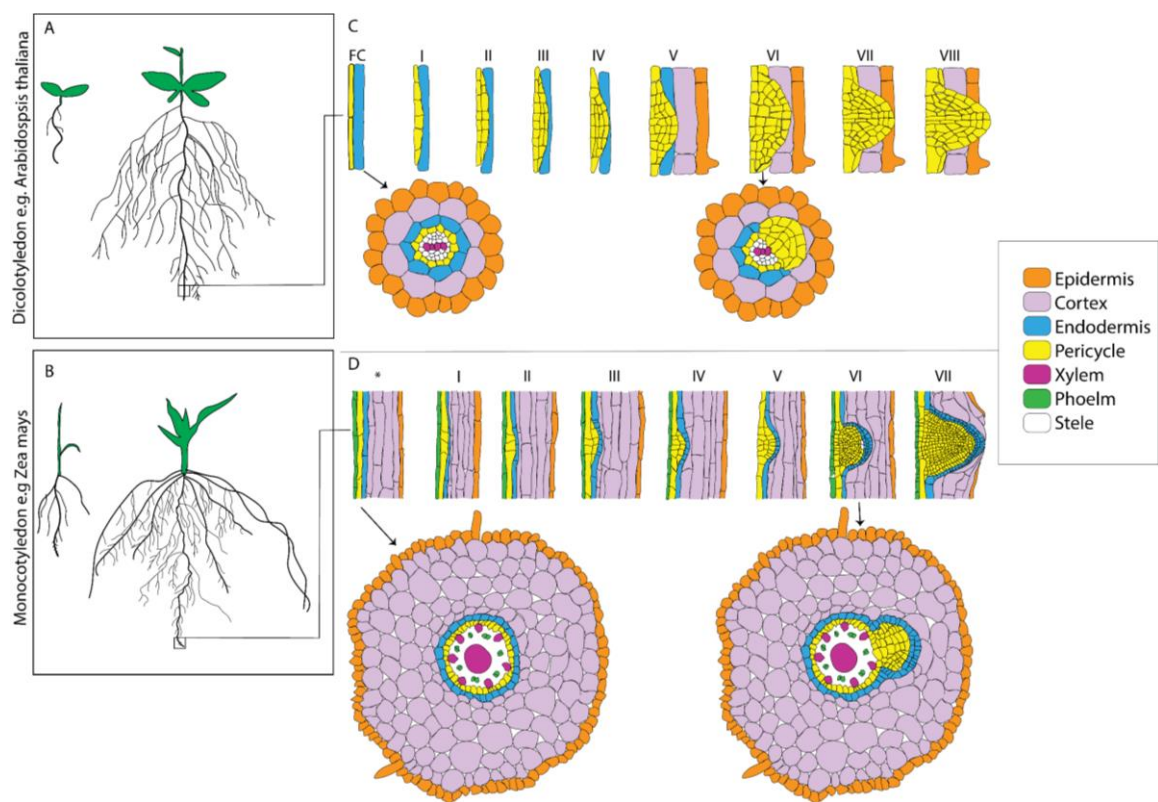 A
Dicolotyledon e.g. Arabidospsis thaliana
C
FC I II III IV V VI VII VIII
B
Monocotyledon e.g Zea mays
D
* I II III IV V VI VII
Epidermis
Cortex
Endodermis
Pericycle
Xylem
Phoelm
Stele